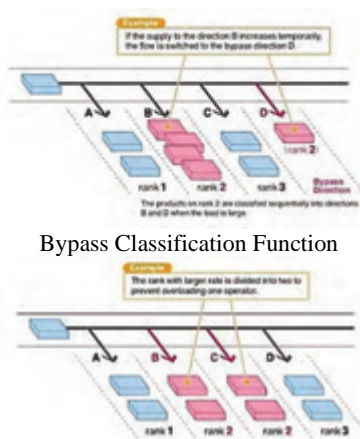 Example
If the supply to the direction B increases temporarily,
the flow is switched to the bypass direction D.
A B C D
(rank 2)
rank 1 rank 2 rank 3
Bypass
Direction
The products on rank 2 are classified sequentially into directions
B and D when the load is large.
Bypass Classification Function
Example
The rank with larger rate is divided into two to
prevent overloading one operator.
A B C D
rank 1 rank 2 rank 2 rank 3